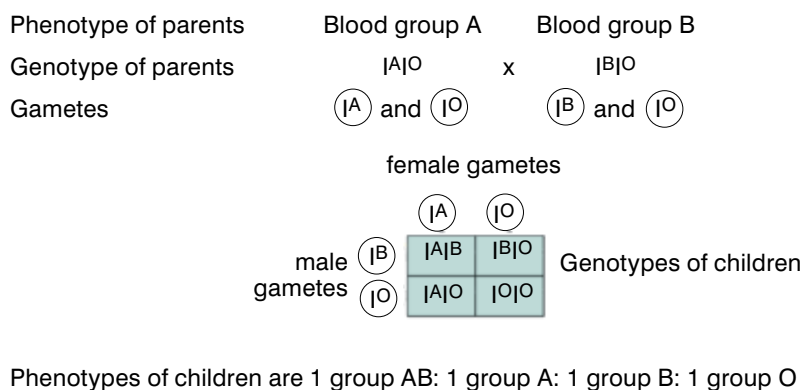 Phenotype of parents Blood group A Blood group B
Genotype of parents IAIO x IBIO
Gametes IA and IO IB and IO
female gametes
IA IO
male gametes IB IAIB IBIO Genotypes of children
IO IAIO IOIO
Phenotypes of children are 1 group AB: 1 group A: 1 group B: 1 group O